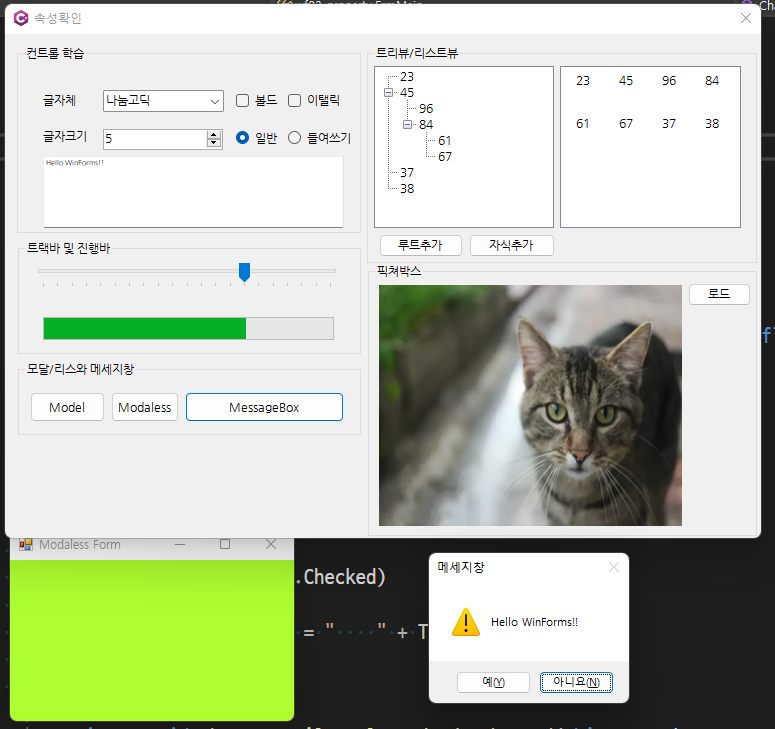 속성확인
컨트롤 학습
글자체 나눔고딕 볼드 이탤릭
글자크기 5 일반 들여쓰기
Hello WinForms!!
트랙바 및 진행바
모달/리스와 메세지창
Model Modaless MessageBox
트리뷰/리스트뷰
23
45
96
84
61
67
37
38
23 45 96 84
61 67 37 38
루트추가 자식추가
픽쳐박스
로드
Modaless Form
.Checked)
= "····" + T
메세지창
Hello WinForms!!
예(Y) 아니요(N)